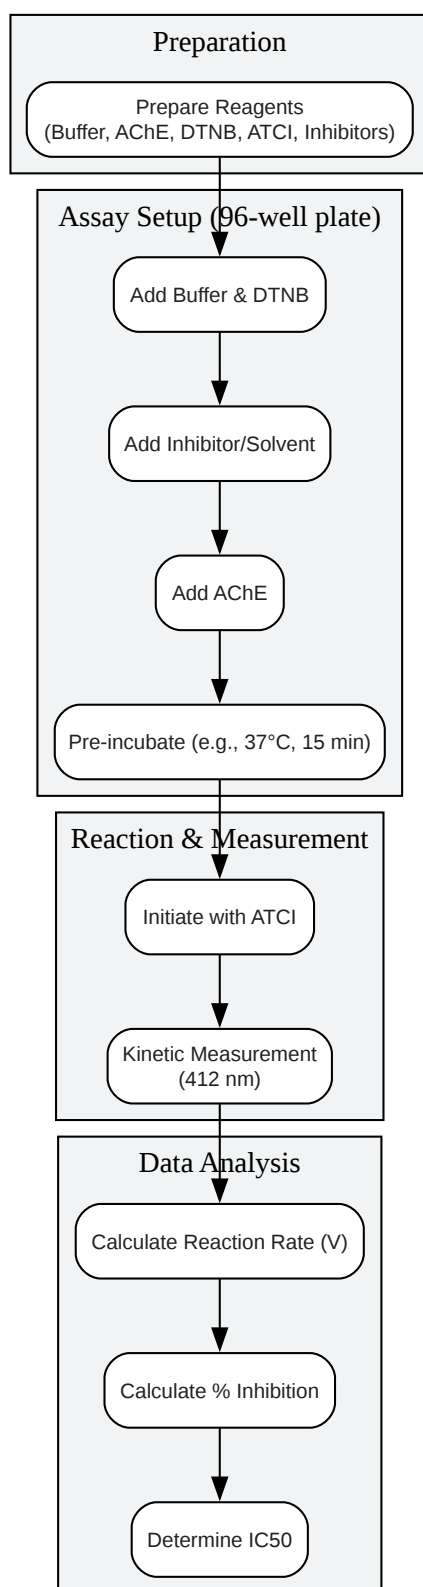 Preparation
Prepare Reagents
(Buffer, AChE, DTNB, ATCI, Inhibitors)
Assay Setup (96-well plate)
Add Buffer & DTNB
Add Inhibitor/Solvent
Add AChE
Pre-incubate (e.g., 37°C, 15 min)
Reaction & Measurement
Initiate with ATCI
Kinetic Measurement
(412 nm)
Data Analysis
Calculate Reaction Rate (V)
Calculate % Inhibition
Determine IC50